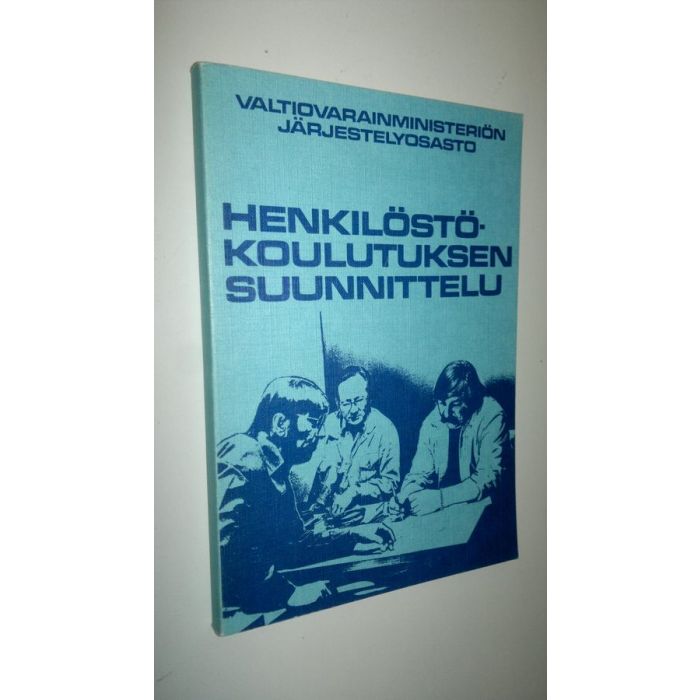 VALTIOVARAINMINISTERIÖN
JÄRJESTELYOSASTO
HENKILÖSTÖ-
KOULUTUKSEN
SUUNNITTELU